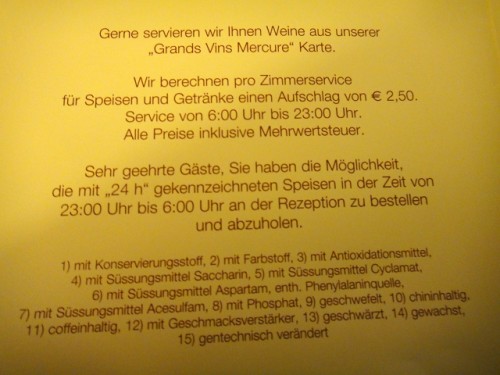 Gerne servieren wir Ihnen Weine aus unserer
„Grands Vins Mercure“ Karte.
Wir berechnen pro Zimmerservice
für Speisen und Getränke einen Aufschlag von € 2,50.
Service von 6:00 Uhr bis 23:00 Uhr.
Alle Preise inklusive Mehrwertsteuer.
Sehr geehrte Gäste, Sie haben die Möglichkeit,
die mit „24 h“ gekennzeichneten Speisen in der Zeit von
23:00 Uhr bis 6:00 Uhr an der Rezeption zu bestellen
und abzuholen.
1) mit Konservierungsstoff, 2) mit Farbstoff, 3) mit Antioxidationsmittel,
4) mit Süssungsmittel Saccharin, 5) mit Süssungsmittel Cyclamat,
6) mit Süssungsmittel Aspartam, enth. Phenylalaninquelle,
7) mit Süssungsmittel Acesulfam, 8) mit Phosphat, 9) geschwefelt, 10) chininhaltig,
11) coffeinhaltig, 12) mit Geschmacksverstärker, 13) geschwärzt, 14) gewachst,
15) gentechnisch verändert